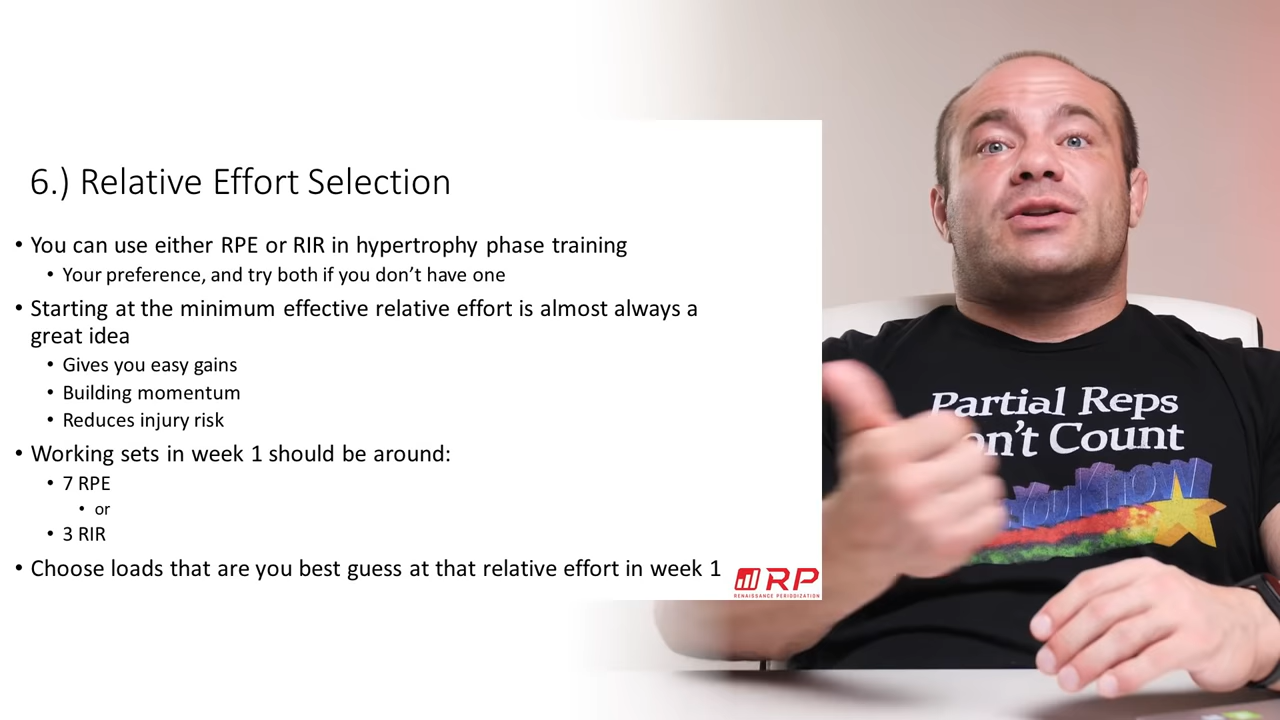 6.) Relative Effort Selection
• You can use either RPE or RIR in hypertrophy phase training
• Your preference, and try both if you don’t have one
• Starting at the minimum effective relative effort is almost always a
great idea
• Gives you easy gains
• Building momentum
• Reduces injury risk
• Working sets in week 1 should be around:
• 7 RPE
• or
• 3 RIR
• Choose loads that are you best guess at that relative effort in week 1
RP
RENAISSANCE PERIODIZATION
Partial Reps
Count
YouKnow